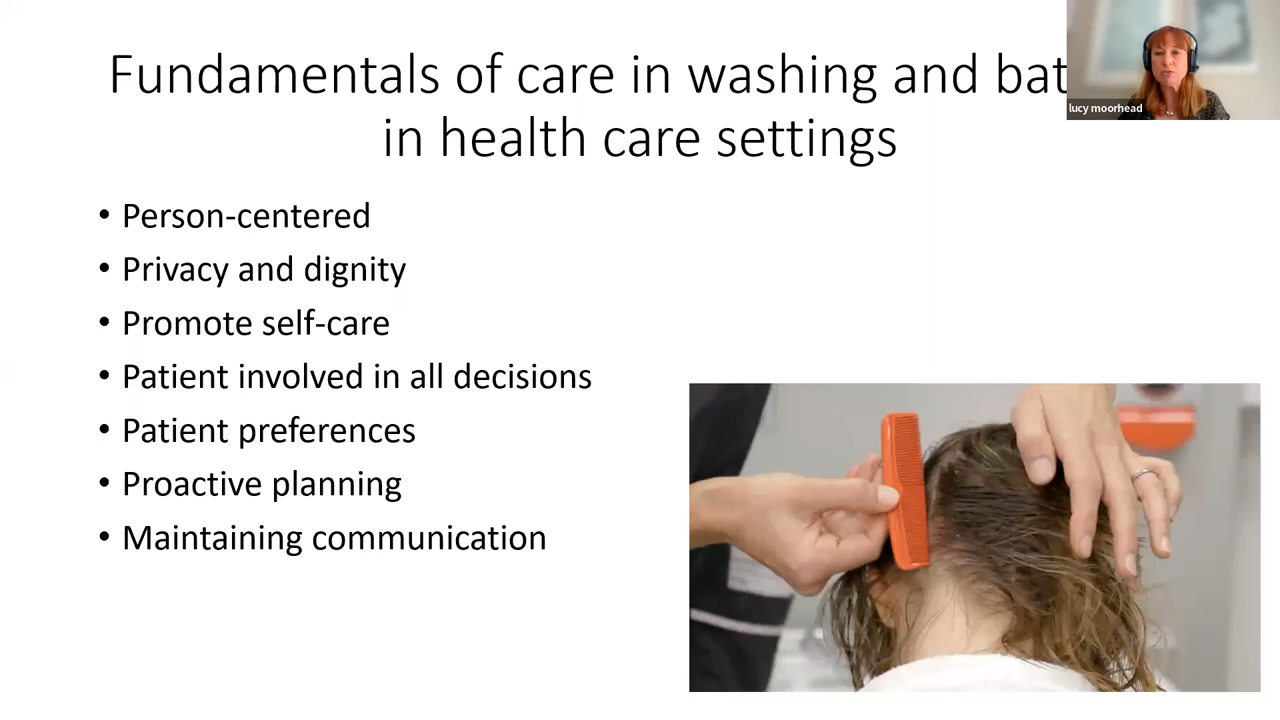 Fundamentals of care in washing and bat
in health care settings
lucy moorhead
• Person-centered
• Privacy and dignity
• Promote self-care
• Patient involved in all decisions
• Patient preferences
• Proactive planning
• Maintaining communication